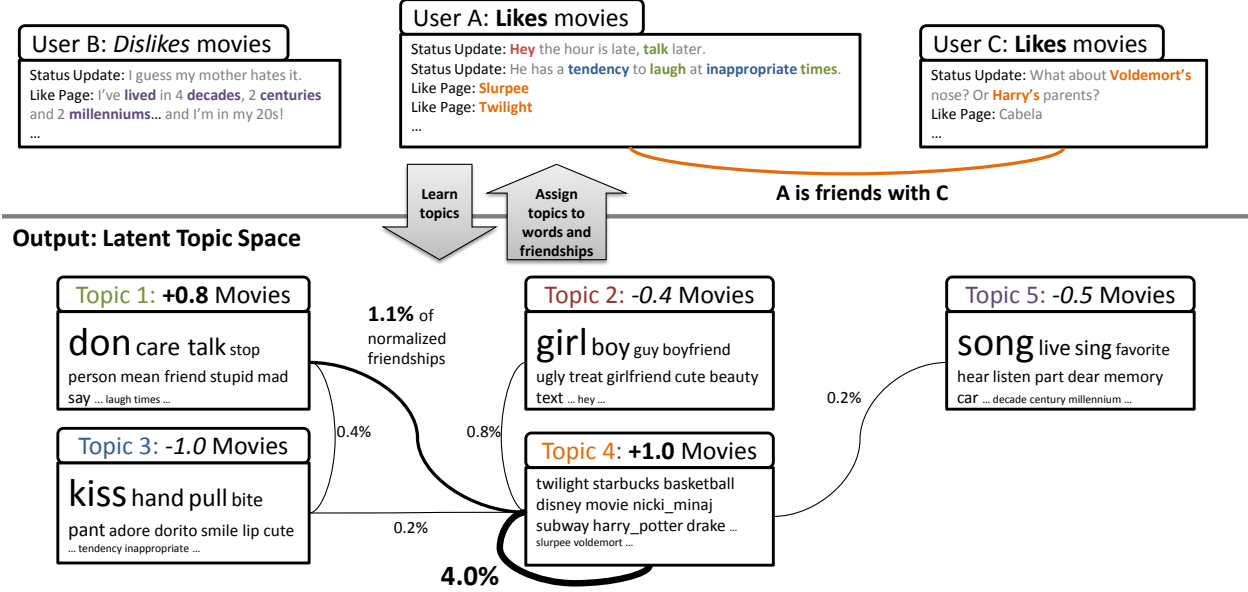 User B: Dislikes movies
Status Update: I guess my mother hates it.
Like Page: I've lived in 4 decades, 2 centuries
and 2 millenniums... and I'm in my 20s!
...
User A: Likes movies
Status Update: Hey the hour is late, talk later.
Status Update: He has a tendency to laugh at inappropriate times.
Like Page: Slurpee
Like Page: Twilight
...
User C: Likes movies
Status Update: What about Voldemort's
nose? Or Harry's parents?
Like Page: Cabela
...
A is friends with C
Learn
topics
Assign
topics to
words and
friendships
Output: Latent Topic Space
Topic 1: +0.8 Movies
don care talk stop
person mean friend stupid mad
say ... laugh times ...
1.1% of
normalized
friendships
Topic 2: -0.4 Movies
girl boy guy boyfriend
ugly treat girlfriend cute beauty
text ... hey ...
Topic 5: -0.5 Movies
song live sing favorite
hear listen part dear memory
car ... decade century millennium ...
0.4%
0.8%
0.2%
Topic 3: -1.0 Movies
kiss hand pull bite
pant adore dorito smile lip cute
... tendency inappropriate ...
0.2%
Topic 4: +1.0 Movies
twilight starbucks basketball
disney movie nicki_minaj
subway harry_potter drake ...
slurpee voldemort ...
4.0%